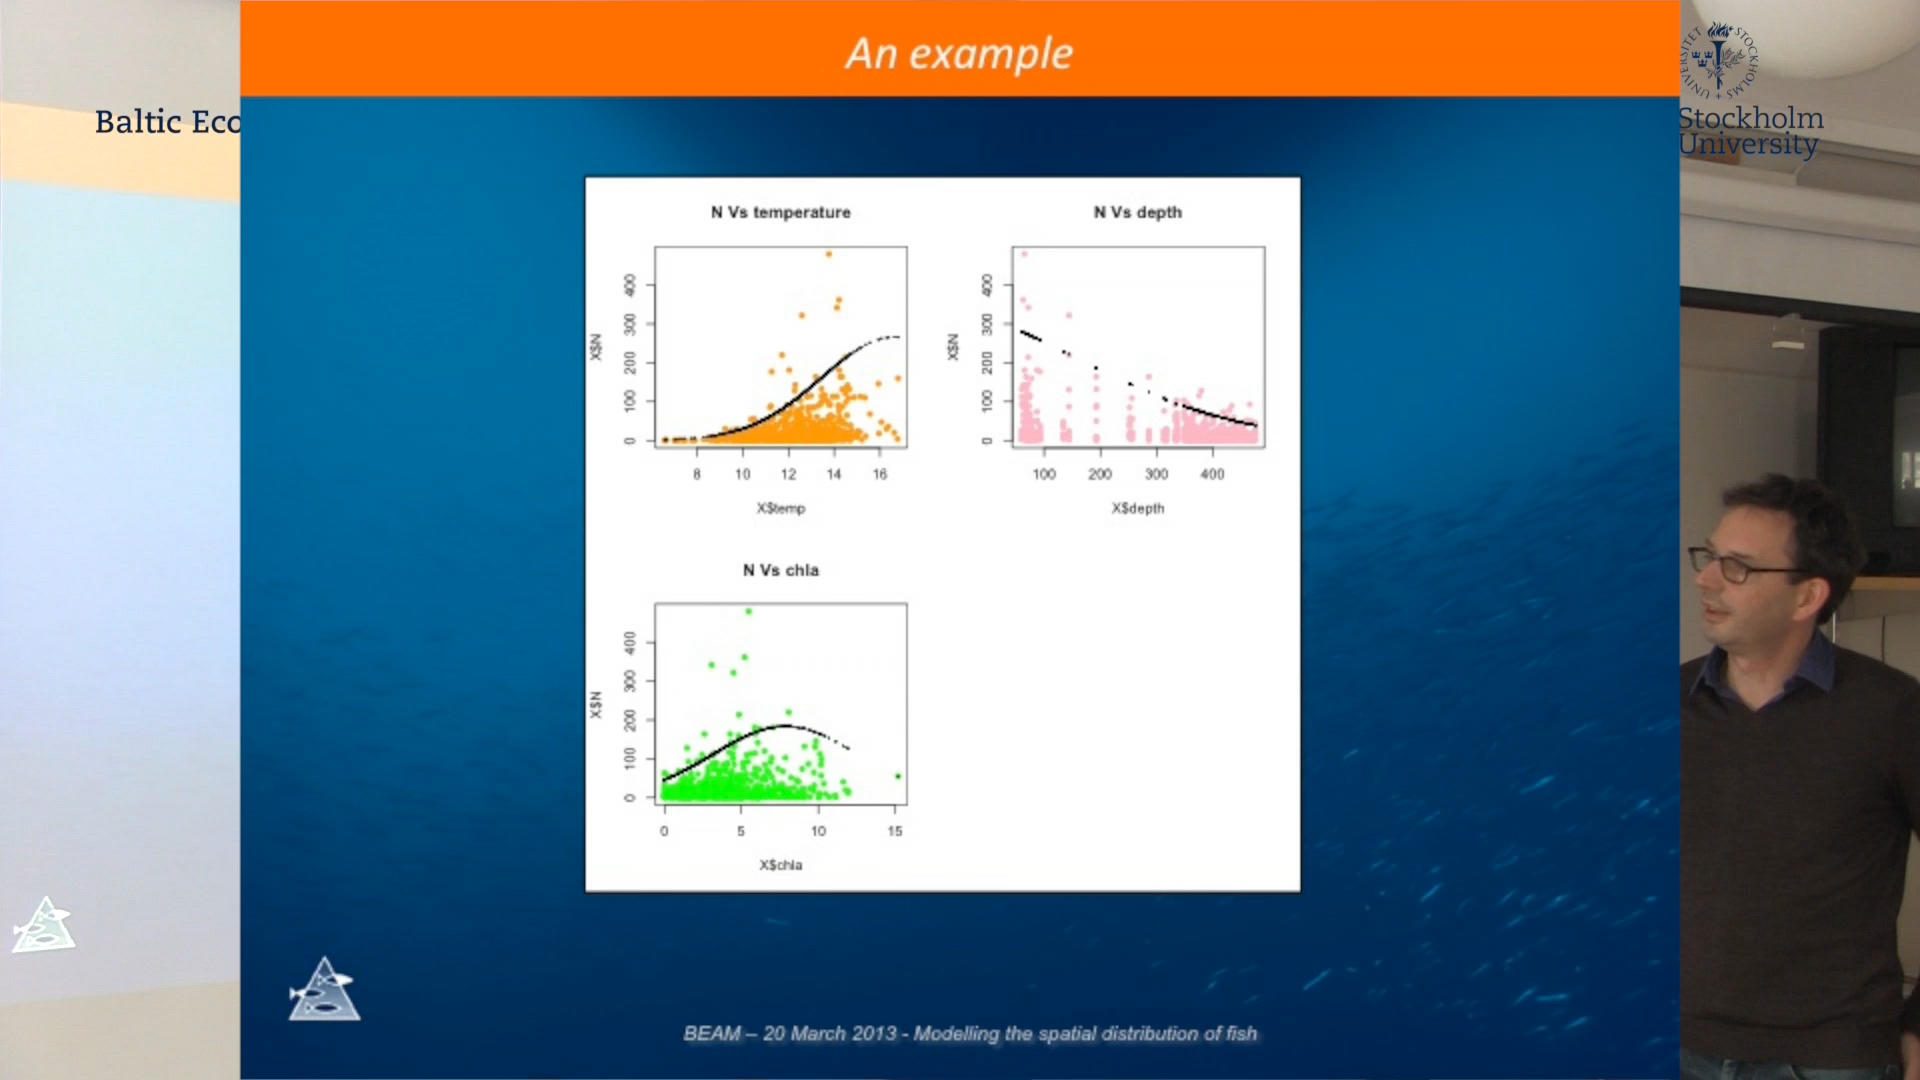 An example
Baltic Eco
STOCKHOLMS UNIVERSITET
Stockholm
University
N Vs temperature
X$N
0 100 200 300 400
8 10 12 14 16
X$temp
N Vs depth
X$N
0 100 200 300 400
100 200 300 400
X$depth
N Vs chla
X$N
0 100 200 300 400
0 5 10 15
X$chla
BEAM – 20 March 2013 - Modelling the spatial distribution of fish